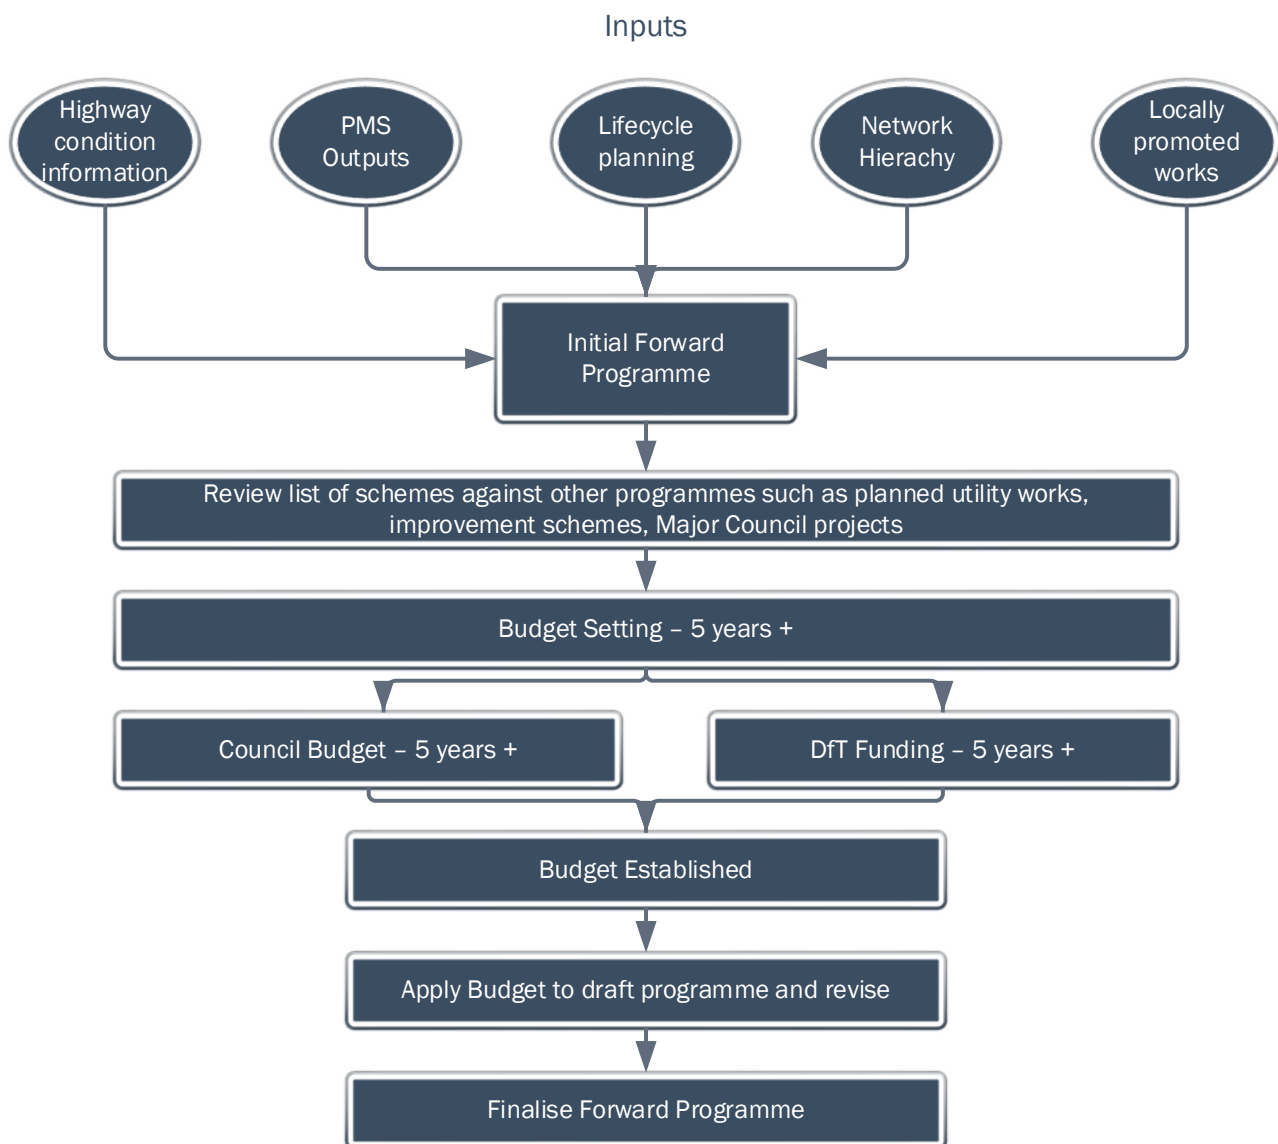 Inputs
Highway
condition
information
PMS
Outputs
Lifecycle
planning
Network
Hierachy
Locally
promoted
works
Initial Forward
Programme
Review list of schemes against other programmes such as planned utility works,
improvement schemes, Major Council projects
Budget Setting – 5 years +
Council Budget – 5 years +
DfT Funding – 5 years +
Budget Established
Apply Budget to draft programme and revise
Finalise Forward Programme